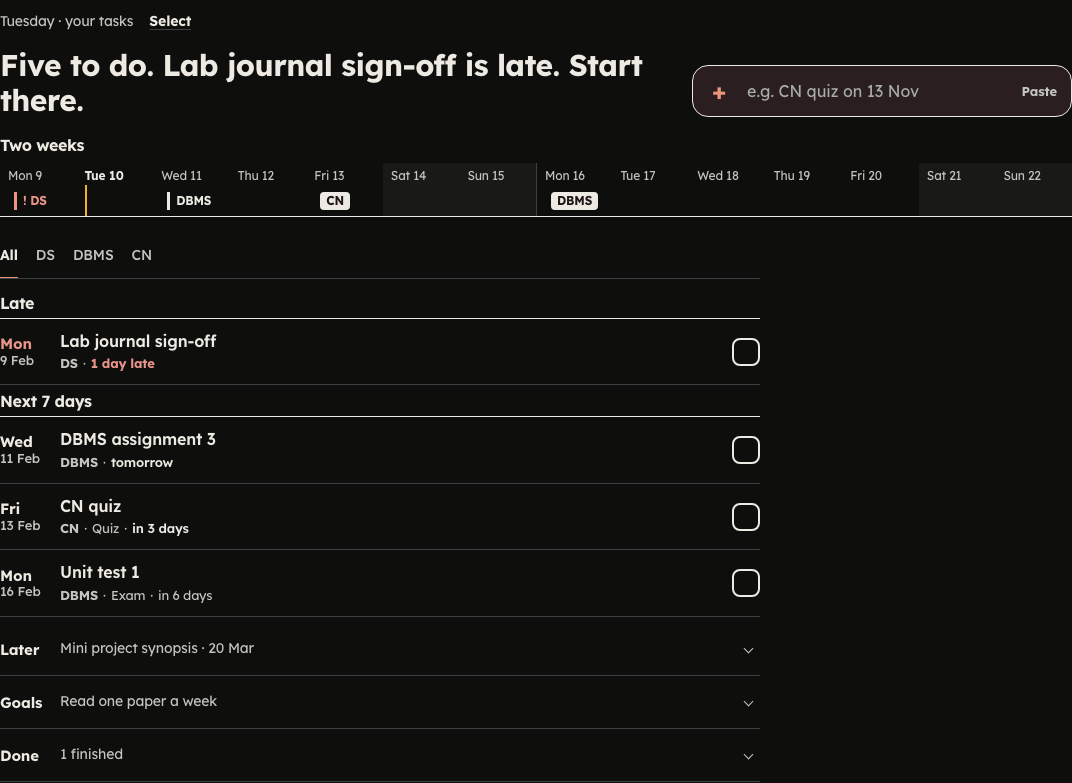 Tuesday · your tasks Select
Five to do. Lab journal sign-off is late. Start
there.
+ e.g. CN quiz on 13 Nov Paste
Two weeks
Mon 9 Tue 10 Wed 11 Thu 12 Fri 13 Sat 14 Sun 15 Mon 16 Tue 17 Wed 18 Thu 19 Fri 20 Sat 21 Sun 22
! DS DBMS CN DBMS
All DS DBMS CN
Late
Mon
9 Feb
Lab journal sign-off
DS · 1 day late
Next 7 days
Wed
11 Feb
DBMS assignment 3
DBMS · tomorrow
Fri
13 Feb
CN quiz
CN · Quiz · in 3 days
Mon
16 Feb
Unit test 1
DBMS · Exam · in 6 days
Later Mini project synopsis · 20 Mar
Goals Read one paper a week
Done 1 finished